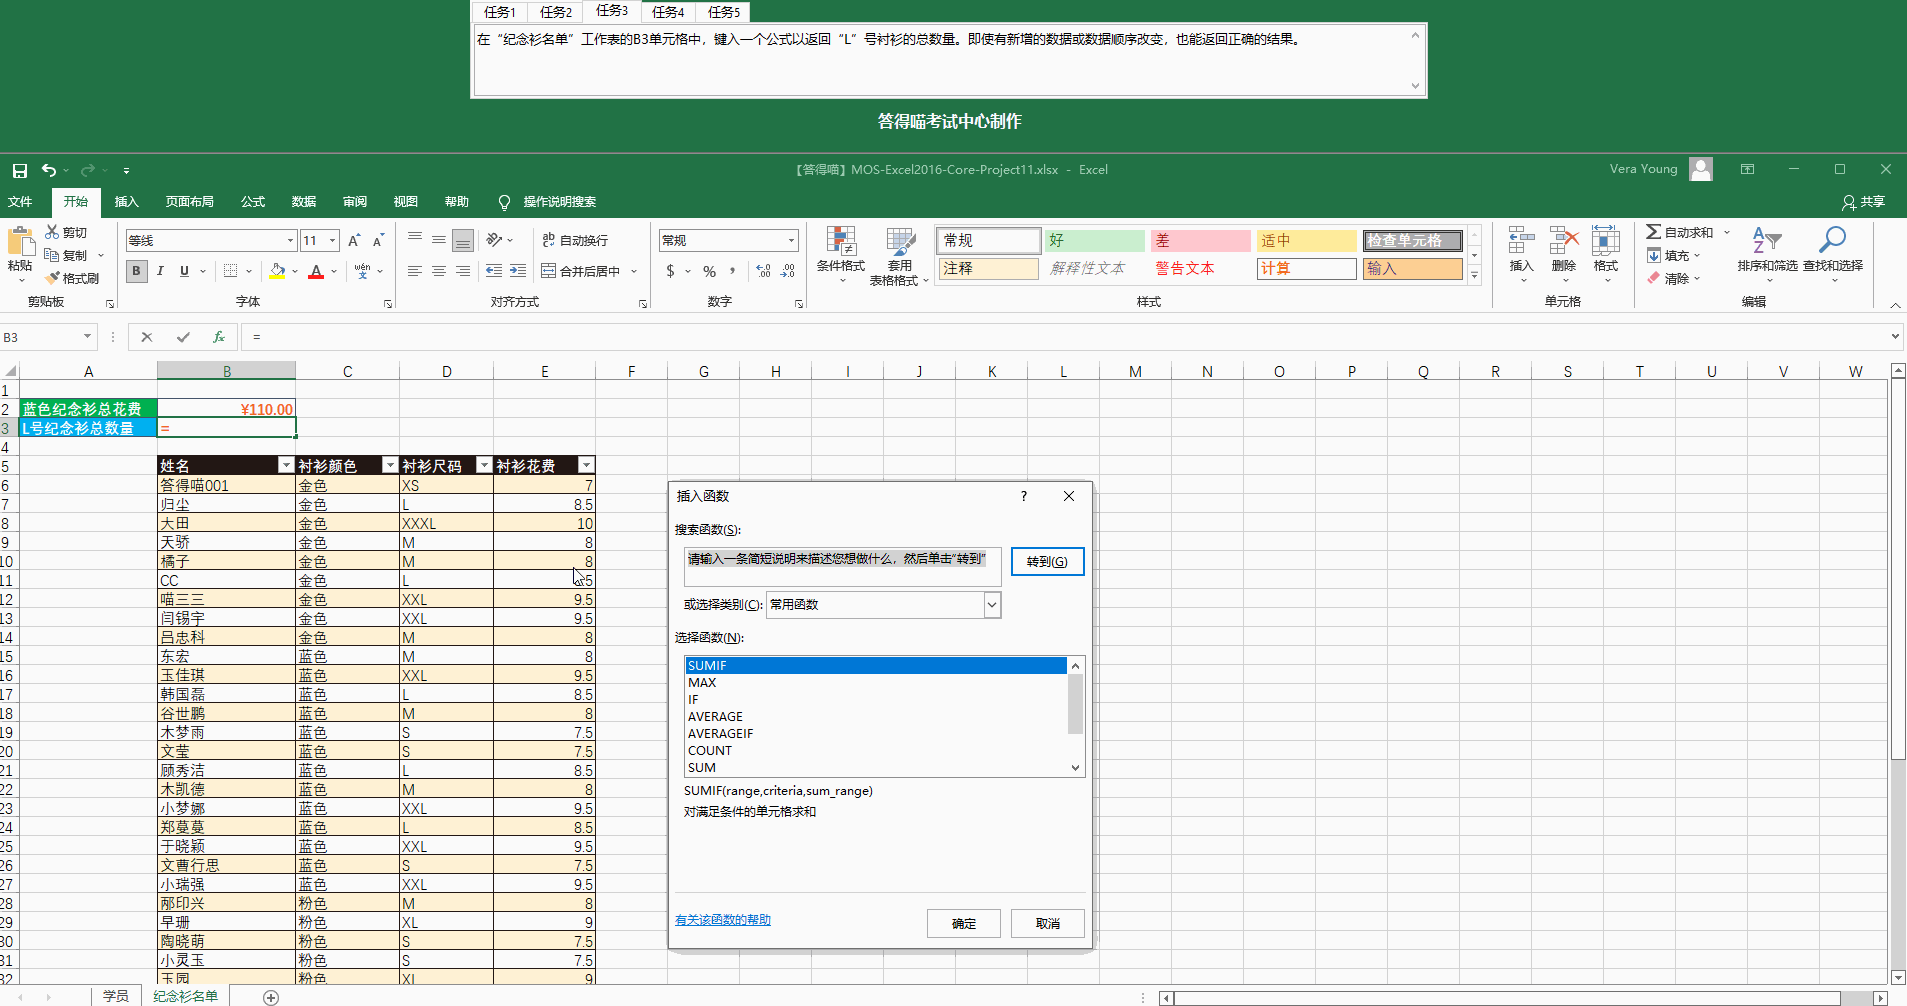 任务1 任务2 任务3 任务4 任务5
在“纪念衫名单”工作表的B3单元格中，键入一个公式以返回“L”号衬衫的总数量。即使有新增的数据或数据顺序改变，也能返回正确的结果。
答得喵考试中心制作
【答得喵】MOS-Excel2016-Core-Project11.xlsx - Excel
Vera Young
文件 开始 插入 页面布局 公式 数据 审阅 视图 帮助 操作说明搜索 共享
粘贴 剪切 复制 格式刷
等线 11 自动换行 合并后居中
常规
条件格式 套用 表格格式
常规 好 差 适中 检查单元格
注释 解释性文本 警告文本 计算 输入
插入 删除 格式
自动求和 填充 清除 排序和筛选 查找和选择
剪贴板 字体 对齐方式 数字 样式 单元格 编辑
B3 =
A B C D E F G H I J K L M N O P Q R S T U V W
1
2 蓝色纪念衫总花费 ¥110.00
3 L号纪念衫总数量 =
4
5 姓名 衬衫颜色 衬衫尺码 衬衫花费
6 答得喵001 金色 XS 7
7 归尘 金色 L 8.5
8 大田 金色 XXXL 10
9 天骄 金色 M 8
10 橘子 金色 M 8
11 CC 金色 L 5
12 喵三三 金色 XXL 9.5
13 闫锡宇 金色 XXL 9.5
14 吕忠科 金色 M 8
15 东宏 蓝色 M 8
16 玉佳琪 蓝色 XXL 9.5
17 韩国磊 蓝色 L 8.5
18 谷世鹏 蓝色 M 8
19 木梦雨 蓝色 S 7.5
20 文莹 蓝色 S 7.5
21 顾秀洁 蓝色 L 8.5
22 木凯德 蓝色 M 8
23 小梦娜 蓝色 XXL 9.5
24 郑蔓蔓 蓝色 L 8.5
25 于晓颖 蓝色 XXL 9.5
26 文曹行思 蓝色 S 7.5
27 小瑞强 蓝色 XXL 9.5
28 邴印兴 粉色 M 8
29 早珊 粉色 XL 9
30 陶晓萌 粉色 S 7.5
31 小灵玉 粉色 S 7.5
32 玉园 粉色 XL 9
插入函数 ?
搜索函数(S):
请输入一条简短说明来描述您想做什么，然后单击“转到”
转到(G)
或选择类别(C): 常用函数
选择函数(N):
SUMIF
MAX
IF
AVERAGE
AVERAGEIF
COUNT
SUM
SUMIF(range,criteria,sum_range)
对满足条件的单元格求和
有关该函数的帮助
确定 取消
学员 纪念衫名单